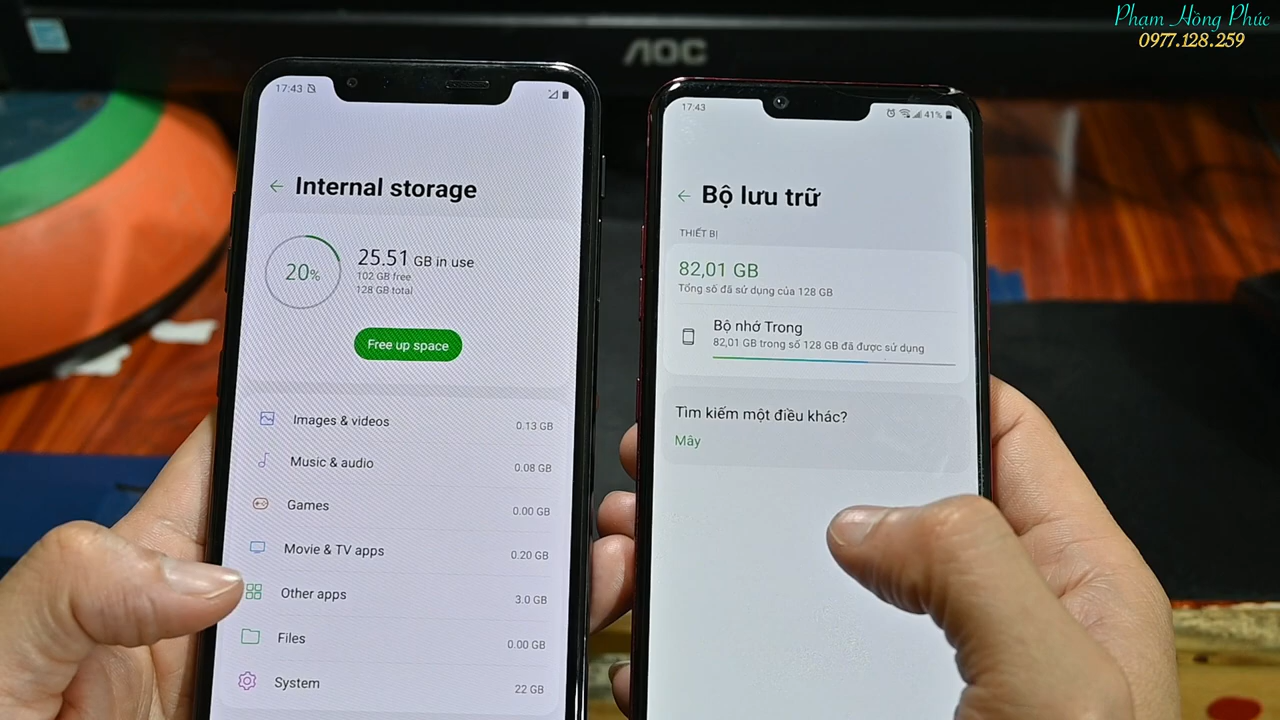 Phạm Hồng Phúc
0977.128.259
AOC
17:43
Internal storage
20%
25.51 GB in use
102 GB free
128 GB total
Free up space
Images & videos 0.13 GB
Music & audio 0.08 GB
Games 0.00 GB
Movie & TV apps 0.20 GB
Other apps 3.0 GB
Files 0.00 GB
System 22 GB
17:43 41%
Bộ lưu trữ
THIẾT BỊ
82,01 GB
Tổng số đã sử dụng của 128 GB
Bộ nhớ Trong
82,01 GB trong số 128 GB đã được sử dụng
Tìm kiếm một điều khác?
Mây